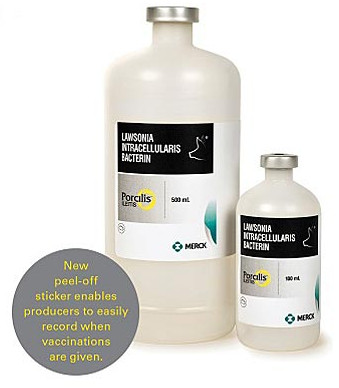 LAWSONIA
INTRACELLULARIS
BACTERIN
Porcilis®
ILEITIS
500 mL
MERCK
LAWSONIA
INTRACELLULARIS
BACTERIN
Porcilis®
ILEITIS
100 mL
MERCK
New
peel-off
sticker enables
producers to easily
record when
vaccinations
are given.